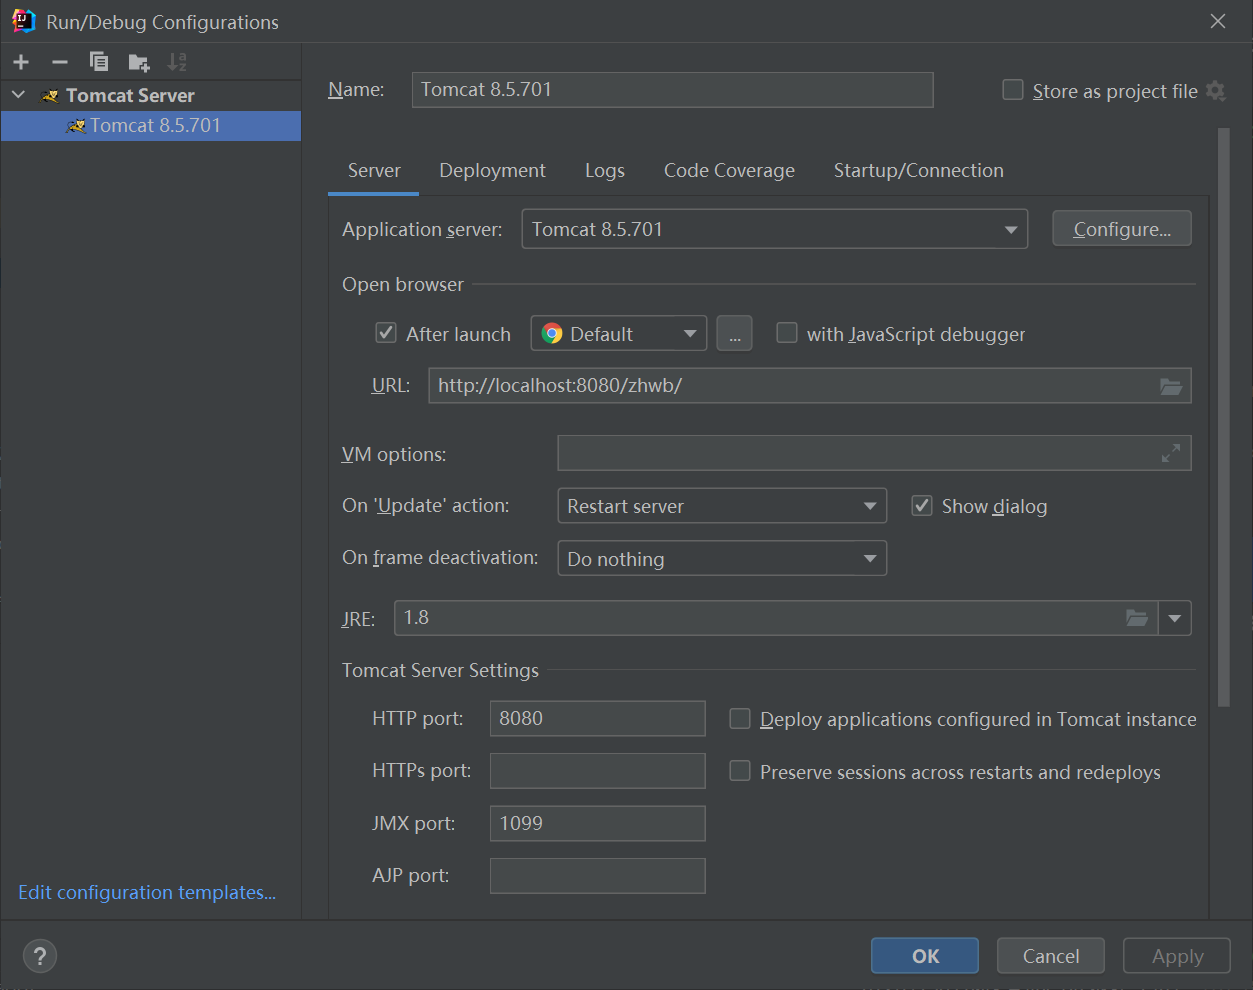 Run/Debug Configurations
Tomcat Server
Tomcat 8.5.701
Name: Tomcat 8.5.701 Store as project file
Server Deployment Logs Code Coverage Startup/Connection
Application server: Tomcat 8.5.701 Configure...
Open browser
After launch Default ... with JavaScript debugger
URL: http://localhost:8080/zhwb/
VM options:
On 'Update' action: Restart server Show dialog
On frame deactivation: Do nothing
JRE: 1.8
Tomcat Server Settings
HTTP port: 8080 Deploy applications configured in Tomcat instance
HTTPs port: Preserve sessions across restarts and redeploys
JMX port: 1099
AJP port:
Edit configuration templates...
? OK Cancel Apply